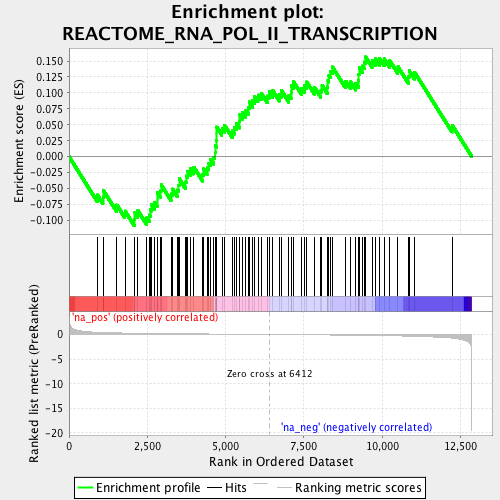 Enrichment plot:
REACTOME_RNA_POL_II_TRANSCRIPTION
Enrichment score (ES)
0.150
0.125
0.100
0.075
0.050
0.025
0.000
-0.025
-0.050
-0.075
-0.100
'na_pos' (positively correlated)
Ranked list metric (PreRanked)
0
-5
-10
-15
-20
Zero cross at 6412
'na_neg' (negatively correlated)
0
2,500
5,000
7,500
10,000
12,500
Rank in Ordered Dataset
Enrichment profile
Hits
Ranking metric scores